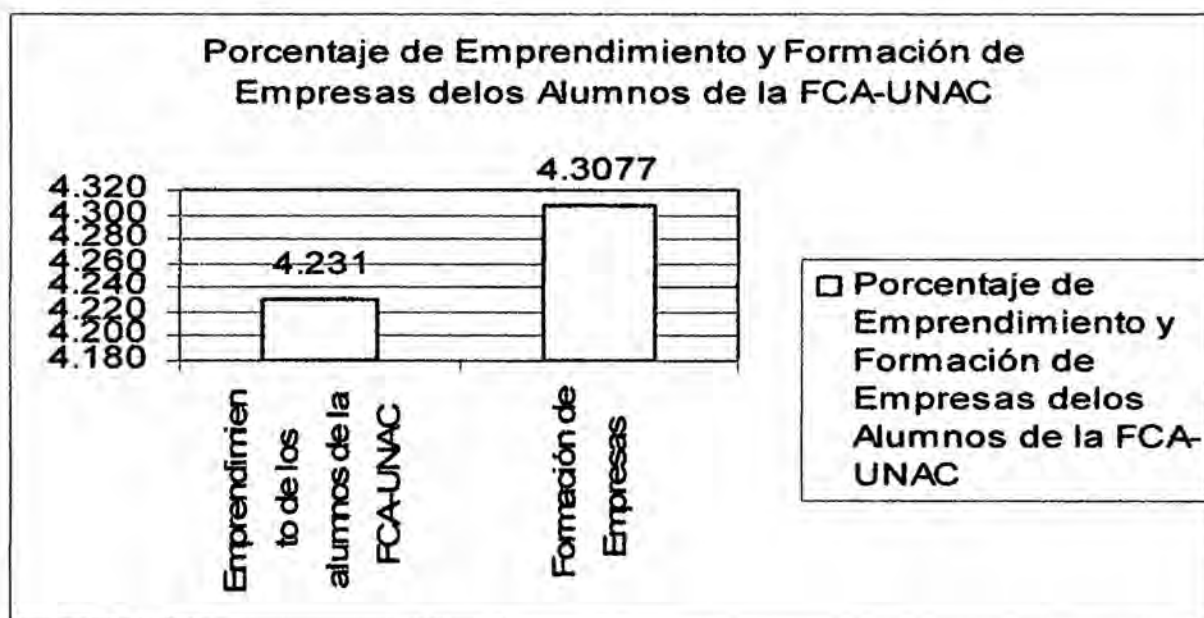 Porcentaje de Emprendimiento y Formación de
Empresas delos Alumnos de la FCA-UNAC
4.320
4.300
4.280
4.260
4.240
4.220
4.200
4.180
4.231
4.3077
Emprendimien
to de los
alumnos de la
FCA-UNAC
Formación de
Empresas
Porcentaje de
Emprendimiento y
Formación de
Empresas delos
Alumnos de la FCA-
UNAC